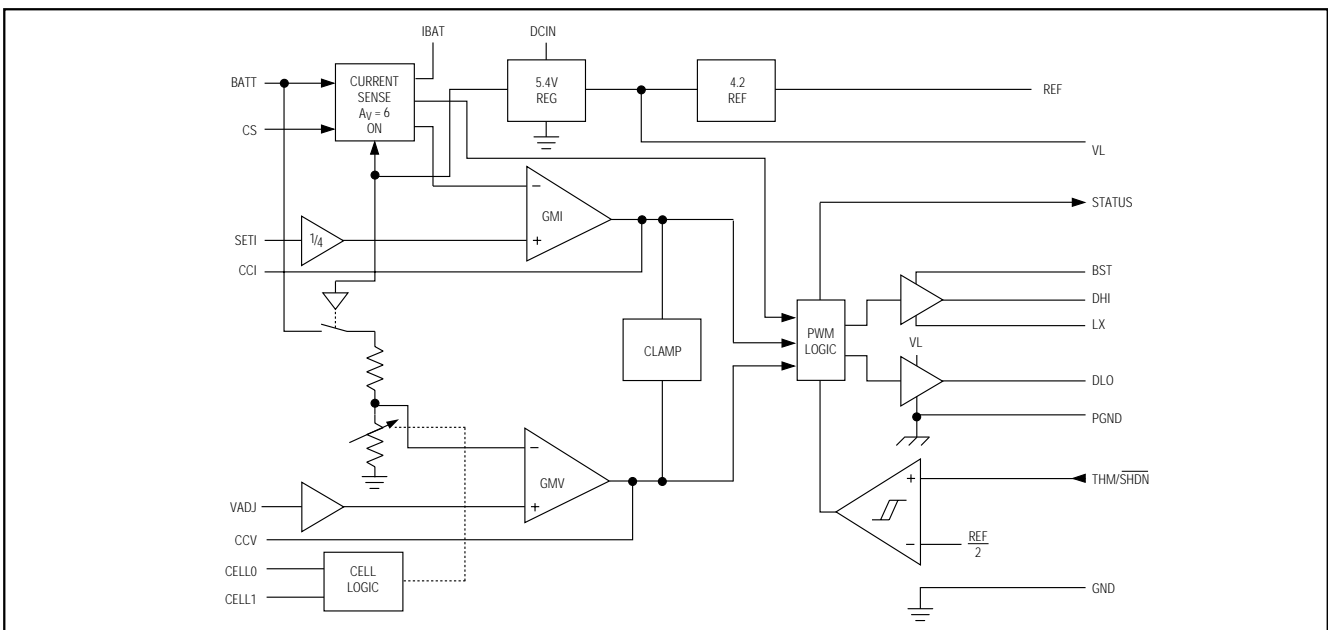 IBAT
DCIN
BATT
CURRENT
SENSE
AV = 6
ON
5.4V
REG
4.2
REF
REF
CS
VL
−
GMI
+
STATUS
SETI
1/4
CCI
BST
DHI
LX
PWM
LOGIC
CLAMP
VL
DLO
PGND
−
GMV
+
THM/SHDN
+
−
REF
2
VADJ
CCV
CELL0
CELL1
CELL
LOGIC
GND